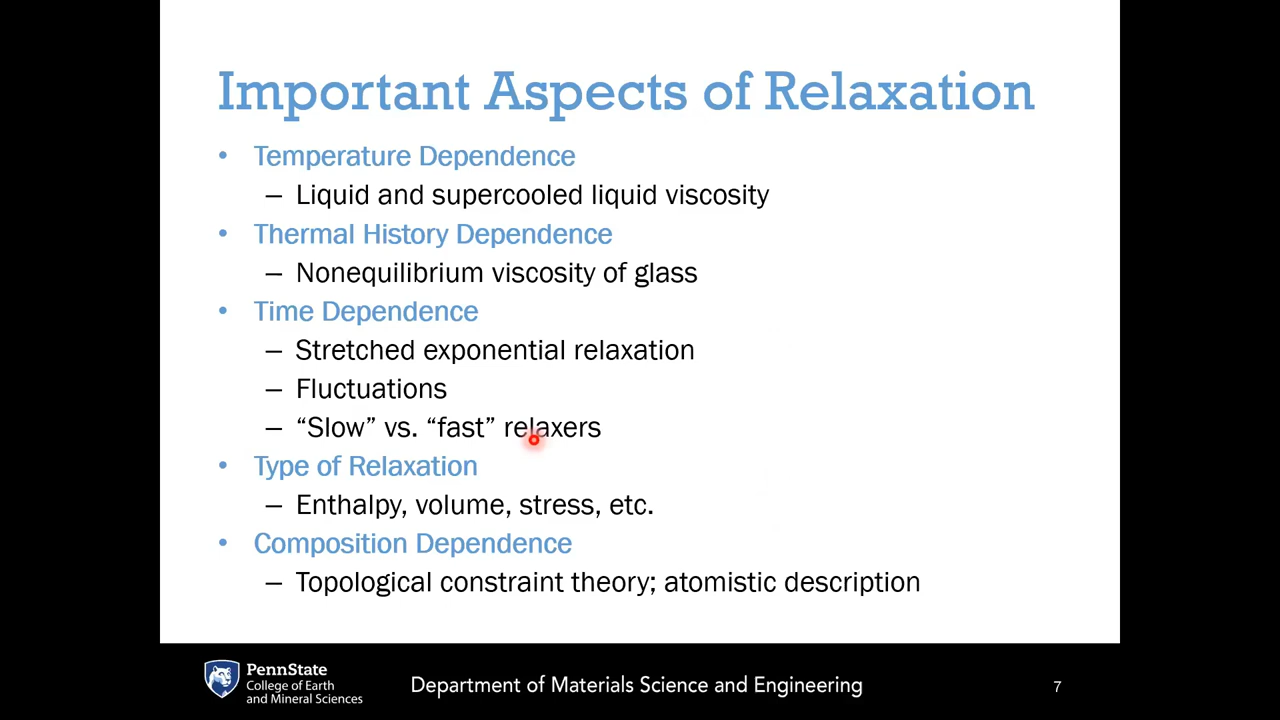 Important Aspects of Relaxation
• Temperature Dependence
– Liquid and supercooled liquid viscosity
• Thermal History Dependence
– Nonequilibrium viscosity of glass
• Time Dependence
– Stretched exponential relaxation
– Fluctuations
– “Slow” vs. “fast” relaxers
• Type of Relaxation
– Enthalpy, volume, stress, etc.
• Composition Dependence
– Topological constraint theory; atomistic description
PennState
College of Earth
and Mineral Sciences
Department of Materials Science and Engineering
7